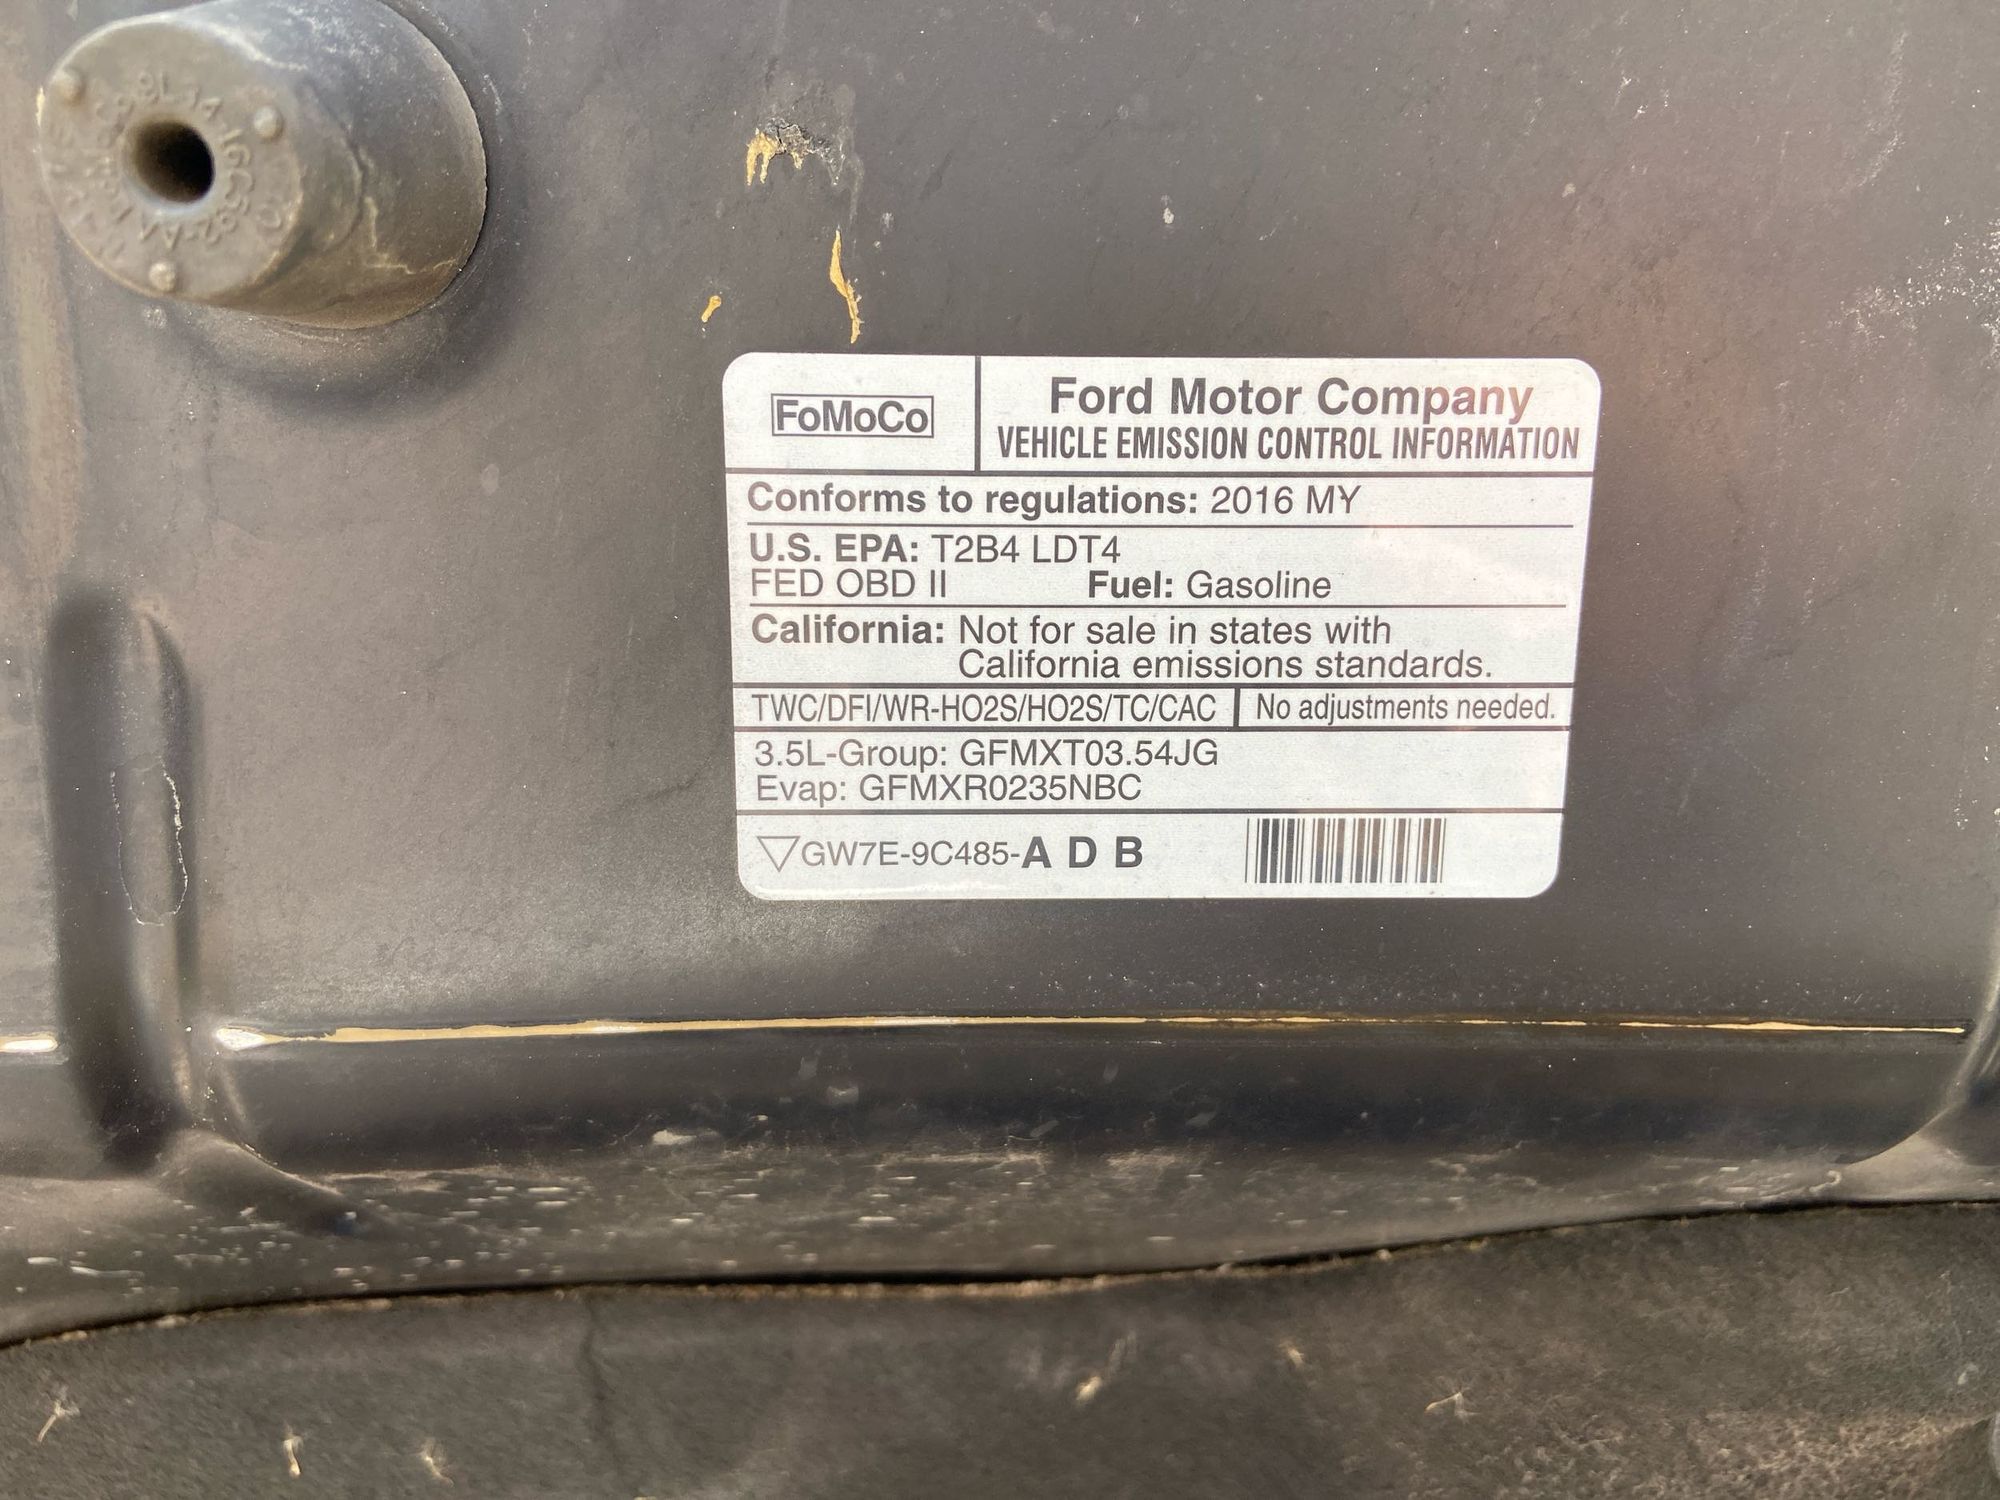 FoMoCo
Ford Motor Company
VEHICLE EMISSION CONTROL INFORMATION
Conforms to regulations: 2016 MY
U.S. EPA: T2B4 LDT4
FED OBD II Fuel: Gasoline
California: Not for sale in states with
California emissions standards.
TWC/DFI/WR-HO2S/HO2S/TC/CAC No adjustments needed.
3.5L-Group: GFMXT03.54JG
Evap: GFMXR0235NBC
▽GW7E-9C485-A D B